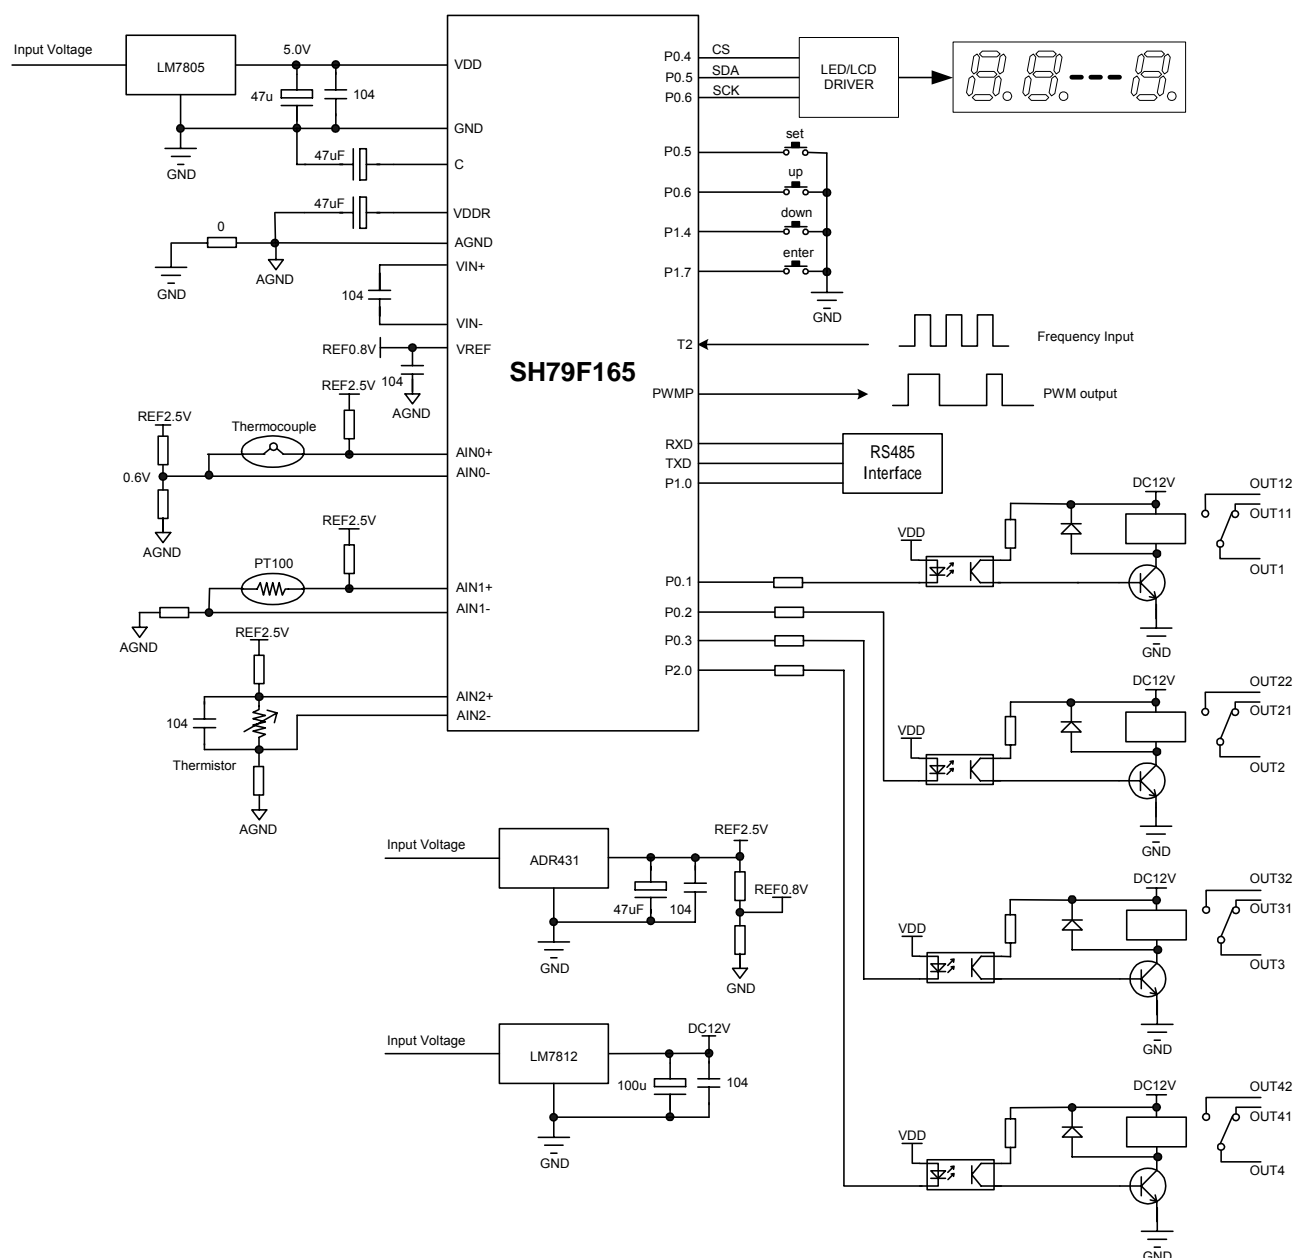 Input Voltage
LM7805
5.0V
47u
104
GND
VDD
GND
47uF
C
47uF
VDDR
0
AGND
GND
AGND
VIN+
104
VIN-
REF0.8V
VREF
104
AGND
REF2.5V
REF2.5V
Thermocouple
AIN0+
0.6V
AIN0-
AGND
REF2.5V
PT100
AIN1+
AIN1-
AGND
REF2.5V
AIN2+
104
AIN2-
Thermistor
AGND
SH79F165
P0.4
CS
P0.5
SDA
P0.6
SCK
LED/LCD
DRIVER
P0.5
set
P0.6
up
P1.4
down
P1.7
enter
GND
T2
Frequency Input
PWMP
PWM output
RXD
TXD
P1.0
RS485
Interface
P0.1
P0.2
P0.3
P2.0
VDD
DC12V
OUT12
OUT11
OUT1
GND
VDD
DC12V
OUT22
OUT21
OUT2
GND
VDD
DC12V
OUT32
OUT31
OUT3
GND
VDD
DC12V
OUT42
OUT41
OUT4
GND
Input Voltage
ADR431
REF2.5V
47uF
104
REF0.8V
GND
GND
Input Voltage
LM7812
DC12V
100u
104
GND